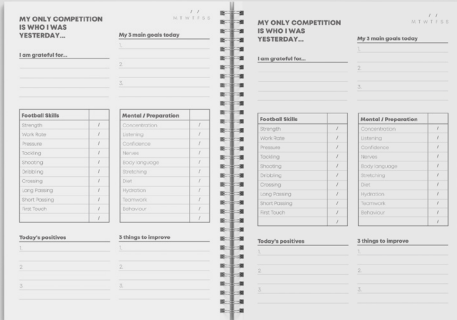 MY ONLY COMPETITION
IS WHO I WAS
YESTERDAY...
M T W T F S S
My 3 main goals today
I am grateful for...
1.
2.
3.
Football Skills
Strength /
Work Rate /
Pressure /
Tackling /
Shooting /
Dribbling /
Crossing /
Long Passing /
Short Passing /
First Touch /
/
Mental / Preparation
Concentration /
Listening /
Confidence /
Nerves /
Body language /
Stretching /
Diet /
Hydration /
Teamwork /
Behaviour /
/
Today's positives
1.
2.
3.
3 things to improve
1.
2.
3.
MY ONLY COMPETITION
IS WHO I WAS
YESTERDAY...
M T W T F S S
My 3 main goals today
I am grateful for...
1.
2.
3.
Football Skills
Strength /
Work Rate /
Pressure /
Tackling /
Shooting /
Dribbling /
Crossing /
Long Passing /
Short Passing /
First Touch /
/
Mental / Preparation
Concentration /
Listening /
Confidence /
Nerves /
Body language /
Stretching /
Diet /
Hydration /
Teamwork /
Behaviour /
/
Today's positives
1.
2.
3.
3 things to improve
1.
2.
3.